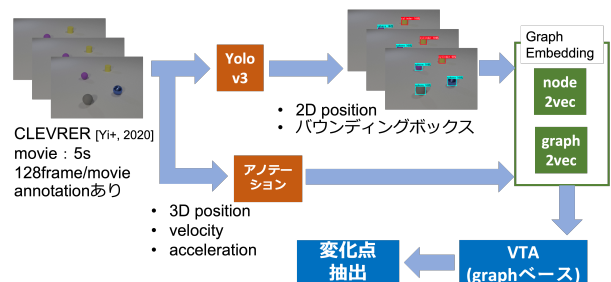 CLEVRER [Yi+, 2020]
movie：5s
128frame/movie
annotationあり
Yolo
v3
• 2D position
• バウンディングボックス
アノテー
ション
• 3D position
• velocity
• acceleration
Graph
Embedding
node
2vec
graph
2vec
VTA
(graphベース)
変化点
抽出